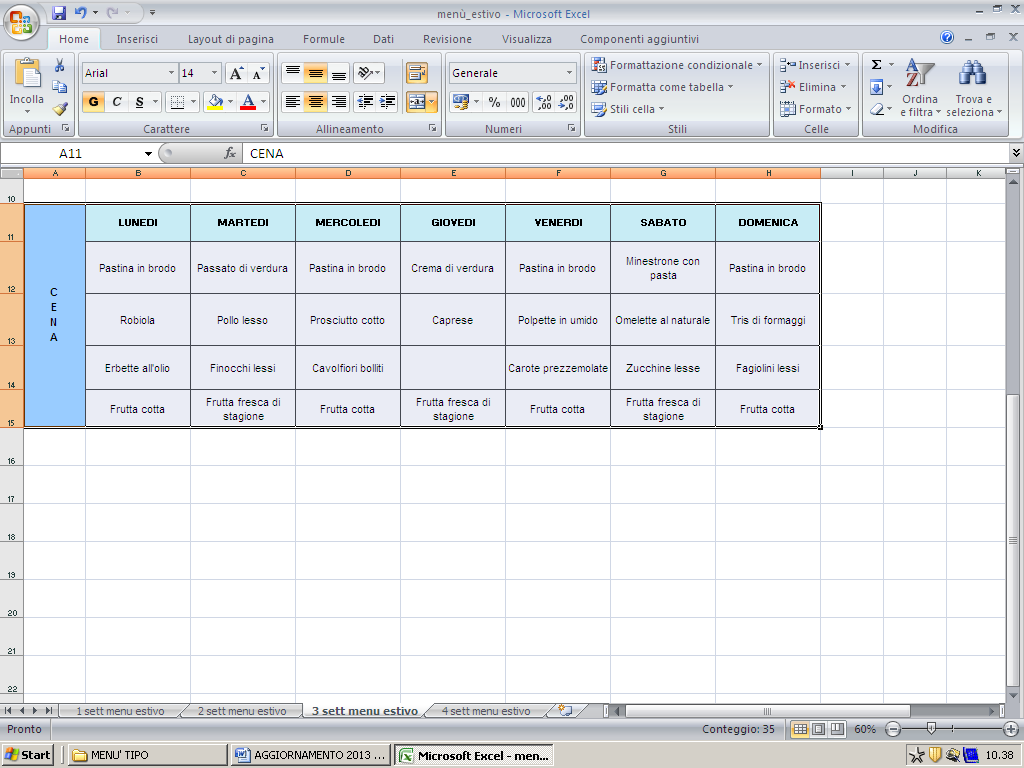 menù_estivo - Microsoft Excel
Home Inserisci Layout di pagina Formule Dati Revisione Visualizza Componenti aggiuntivi
Incolla
Arial 14
G C S
Generale
% 000
Formattazione condizionale
Formatta come tabella
Stili cella
Inserisci
Elimina
Formato
Σ
Ordina
e filtra
Trova e
seleziona
Appunti Carattere Allineamento Numeri Stili Celle Modifica
A11 fx CENA
A B C D E F G H I J K
10
11 LUNEDI MARTEDI MERCOLEDI GIOVEDI VENERDI SABATO DOMENICA
12 Pastina in brodo Passato di verdura Pastina in brodo Crema di verdura Pastina in brodo Minestrone con pasta Pastina in brodo
C
E
N
A
13 Robiola Pollo lesso Prosciutto cotto Caprese Polpette in umido Omelette al naturale Tris di formaggi
14 Erbette all'olio Finocchi lessi Cavolfiori bolliti Carote prezzemolate Zucchine lesse Fagiolini lessi
15 Frutta cotta Frutta fresca di stagione Frutta cotta Frutta fresca di stagione Frutta cotta Frutta fresca di stagione Frutta cotta
16
17
18
19
20
21
22
1 sett menu estivo 2 sett menu estivo 3 sett menu estivo 4 sett menu estivo
Pronto Conteggio: 35 60%
Start MENU' TIPO AGGIORNAMENTO 2013 ... Microsoft Excel - men... 10.38